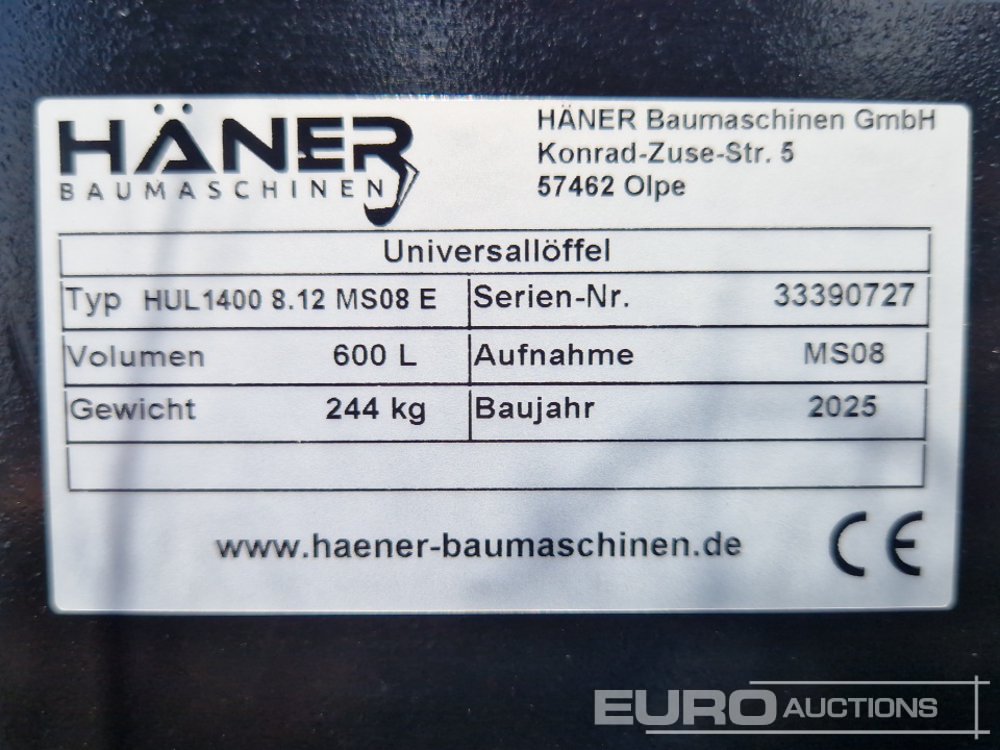 HÄNER
BAUMASCHINEN
HÄNER Baumaschinen GmbH
Konrad-Zuse-Str. 5
57462 Olpe
Universallöffel
Typ HUL1400 8.12 MS08 E Serien-Nr. 33390727
Volumen 600 L Aufnahme MS08
Gewicht 244 kg Baujahr 2025
www.haener-baumaschinen.de CE
EURO AUCTIONS